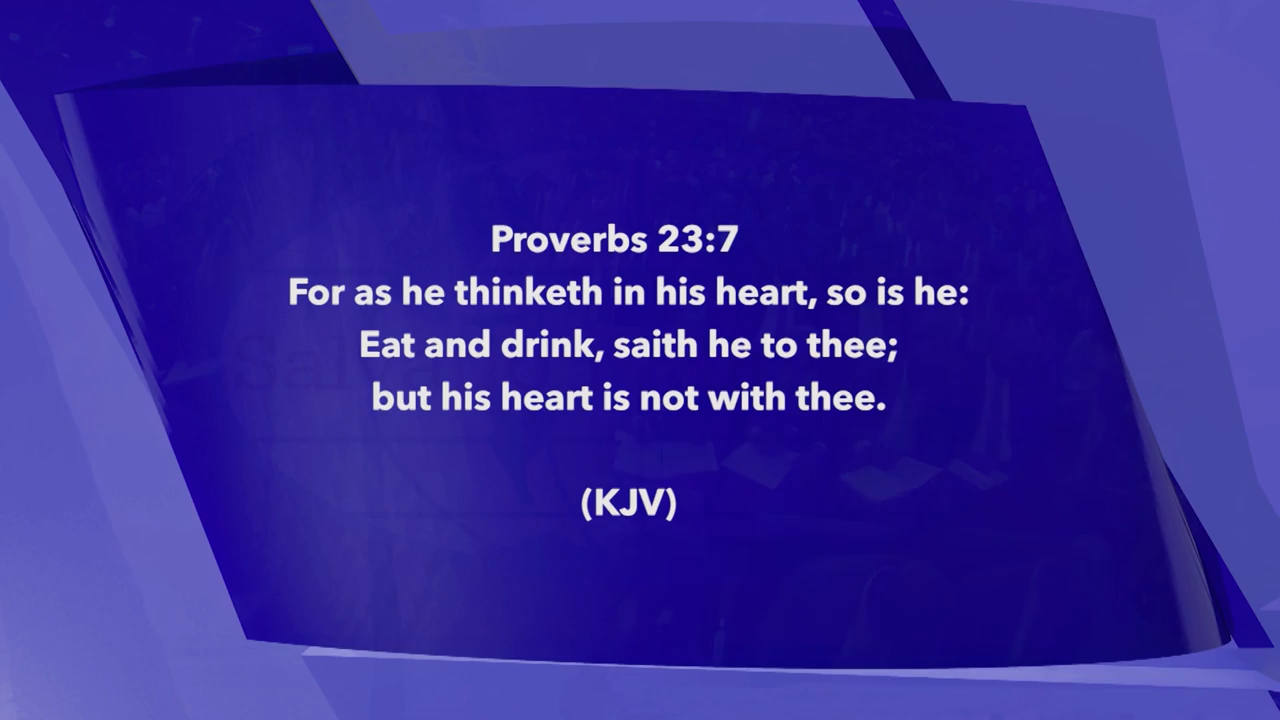 Proverbs 23:7
For as he thinketh in his heart, so is he:
Eat and drink, saith he to thee;
but his heart is not with thee.
(KJV)